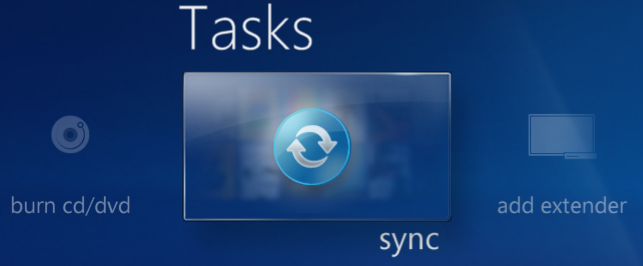 Tasks
burn cd/dvd
sync
add extender